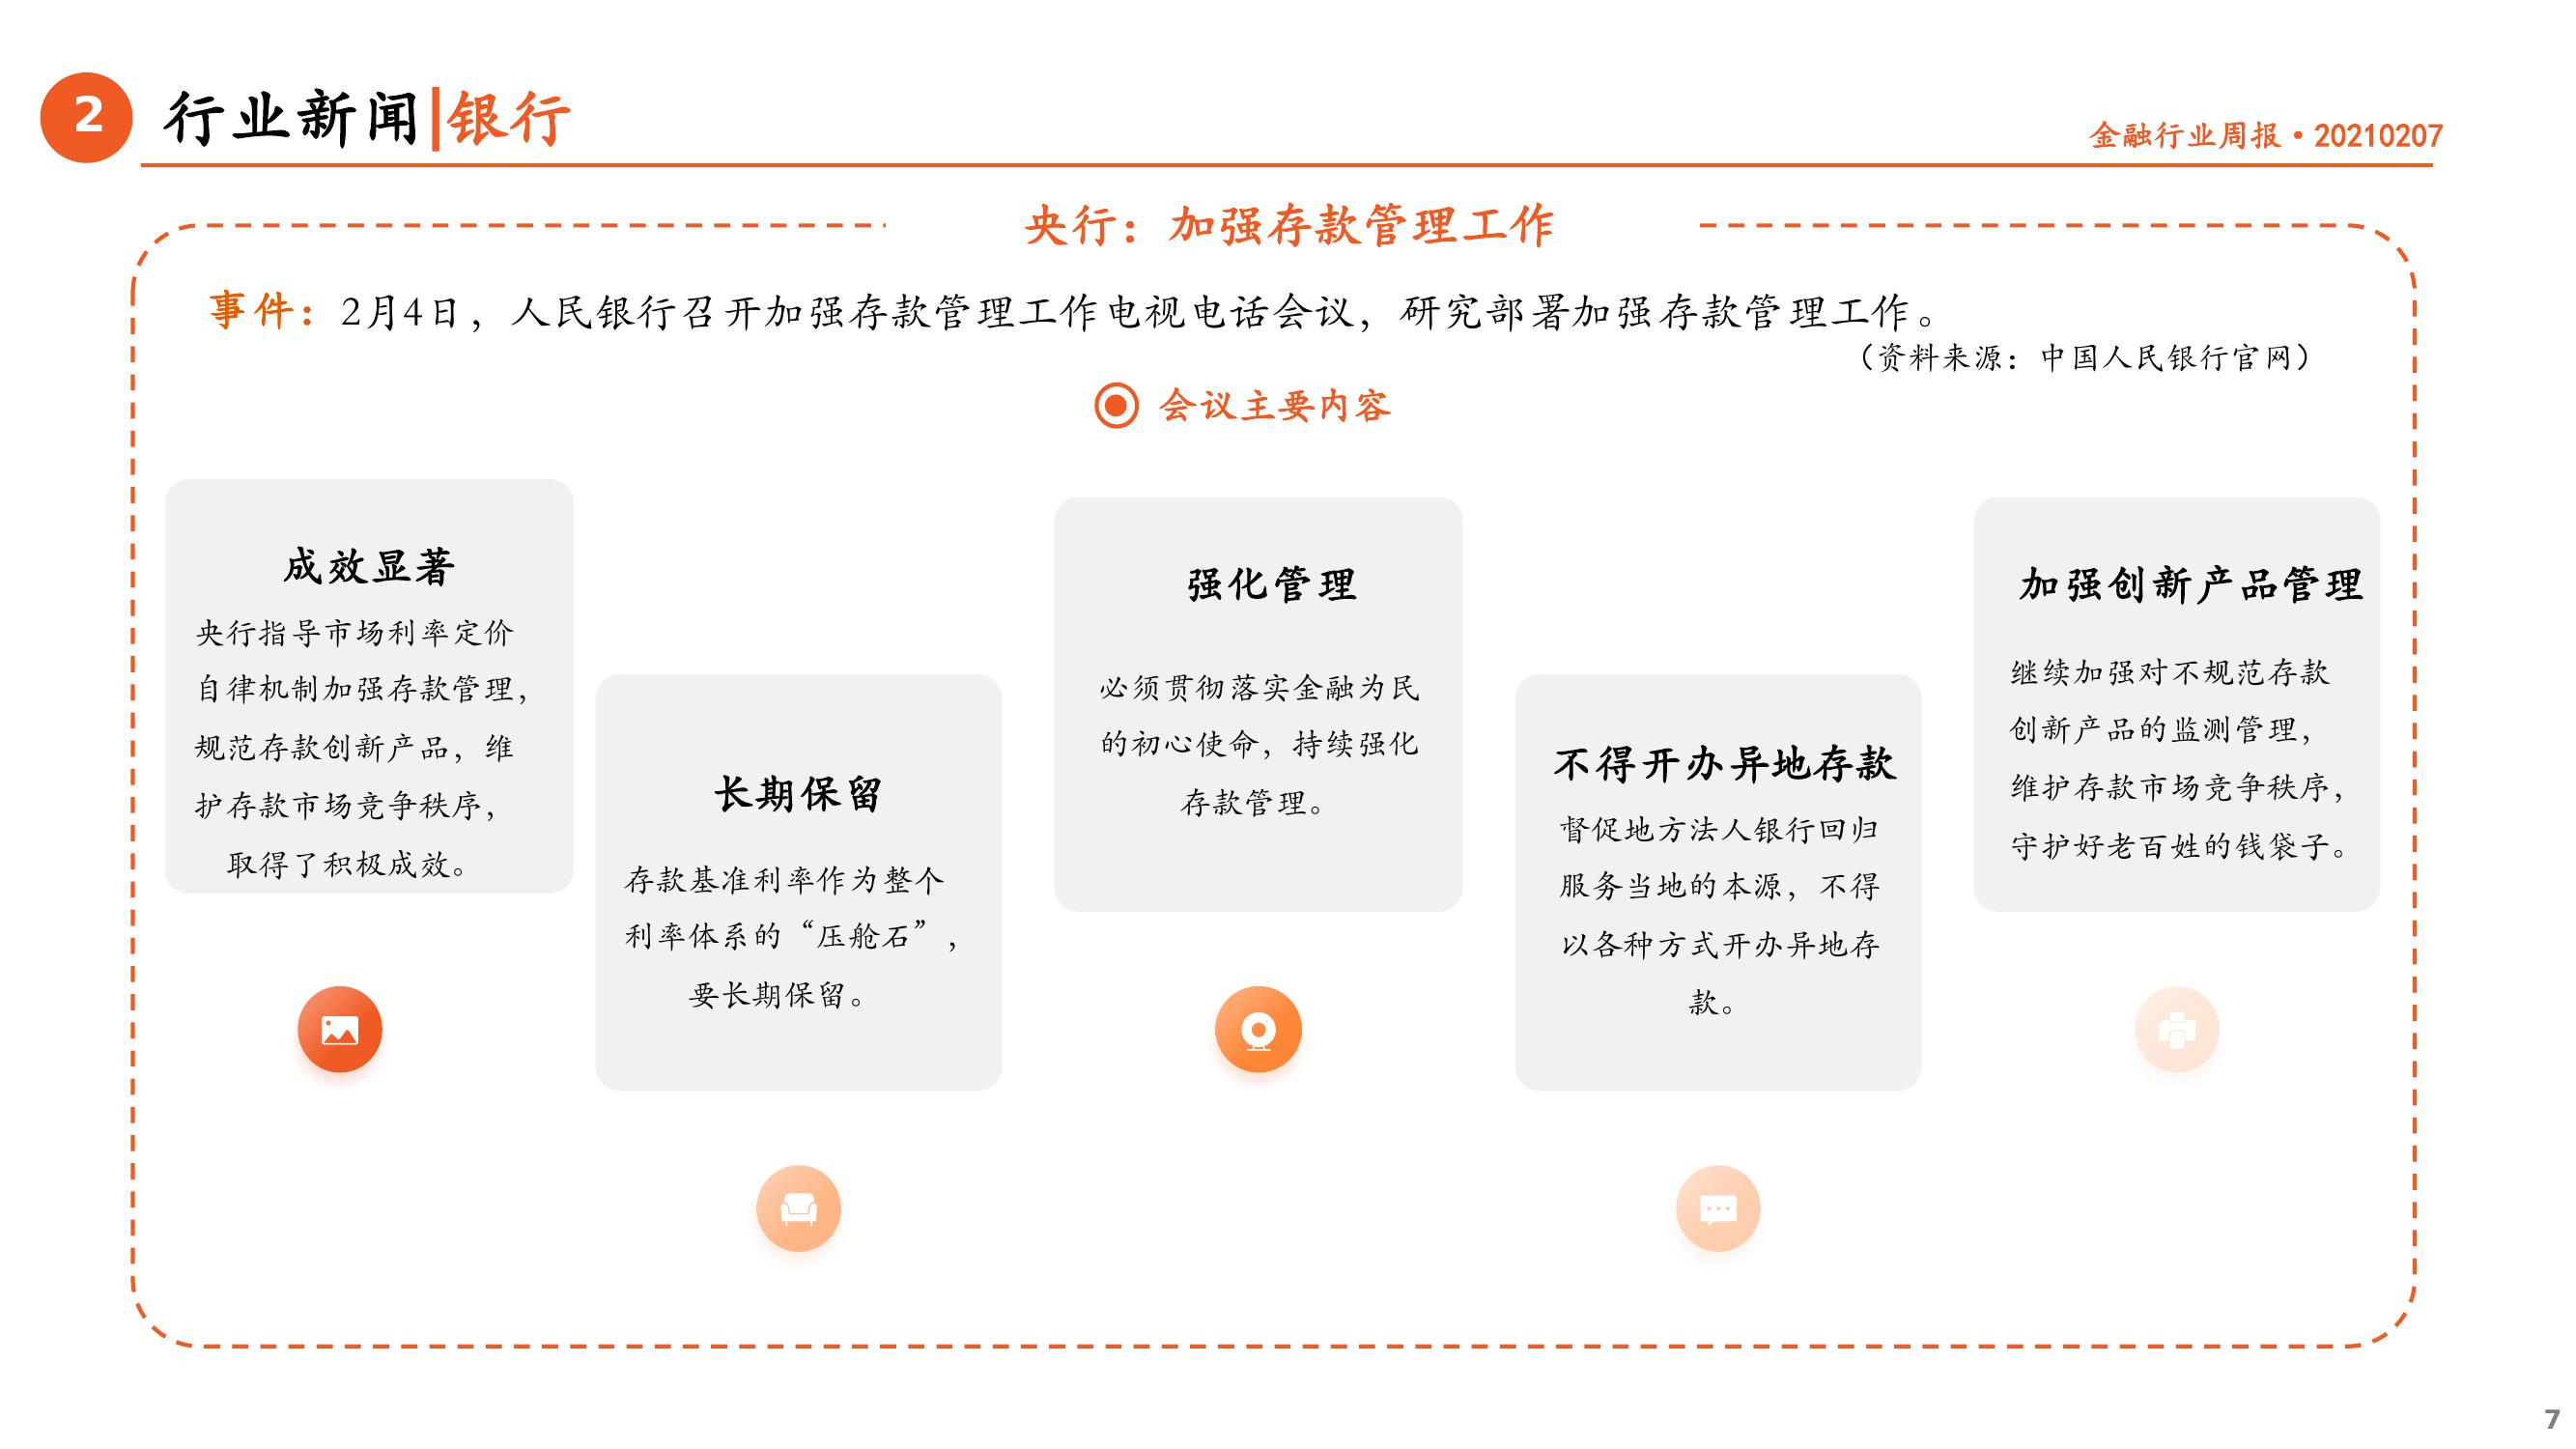 2
行业新闻|银行
金融行业周报•20210207
央行：加强存款管理工作
事件：2月4日，人民银行召开加强存款管理工作电视电话会议，研究部署加强存款管理工作。
（资料来源：中国人民银行官网）
会议主要内容
成效显著
央行指导市场利率定价
自律机制加强存款管理，
规范存款创新产品，维
护存款市场竞争秩序，
取得了积极成效。
长期保留
存款基准利率作为整个
利率体系的“压舱石”，
要长期保留。
强化管理
必须贯彻落实金融为民
的初心使命，持续强化
存款管理。
不得开办异地存款
督促地方法人银行回归
服务当地的本源，不得
以各种方式开办异地存
款。
加强创新产品管理
继续加强对不规范存款
创新产品的监测管理，
维护存款市场竞争秩序，
守护好老百姓的钱袋子。
7